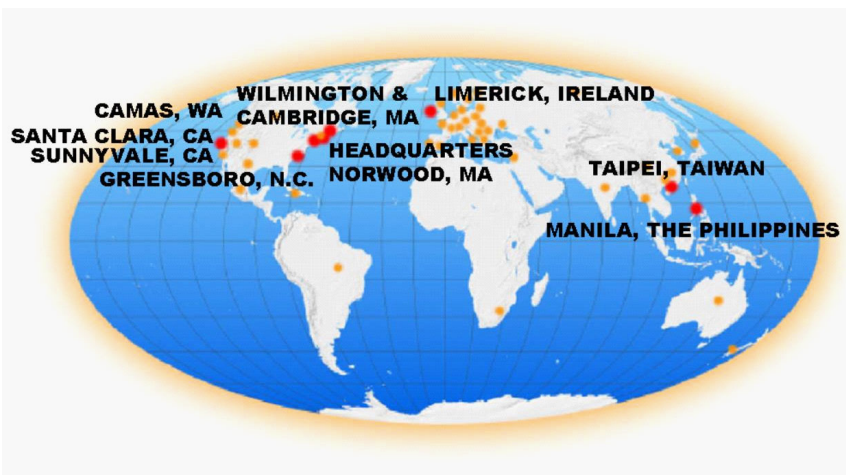 WILMINGTON &
CAMBRIDGE, MA
LIMERICK, IRELAND
CAMAS, WA
SANTA CLARA, CA
SUNNYVALE, CA
GREENSBORO, N.C.
HEADQUARTERS
NORWOOD, MA
TAIPEI, TAIWAN
MANILA, THE PHILIPPINES